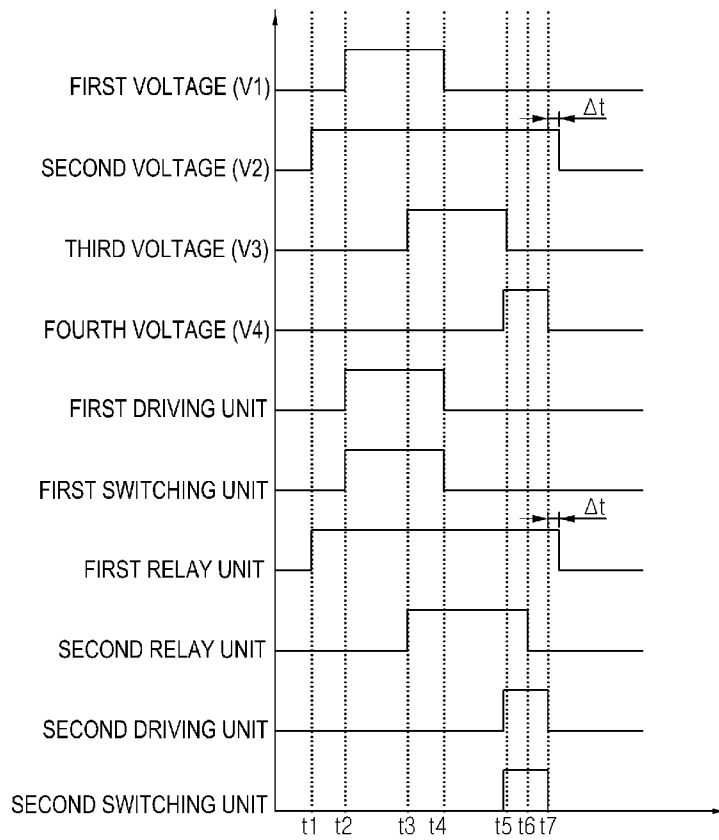 FIRST VOLTAGE (V1)
Δt
SECOND VOLTAGE (V2)
THIRD VOLTAGE (V3)
FOURTH VOLTAGE (V4)
FIRST DRIVING UNIT
FIRST SWITCHING UNIT
Δt
FIRST RELAY UNIT
SECOND RELAY UNIT
SECOND DRIVING UNIT
SECOND SWITCHING UNIT
t1 t2 t3 t4 t5 t6 t7